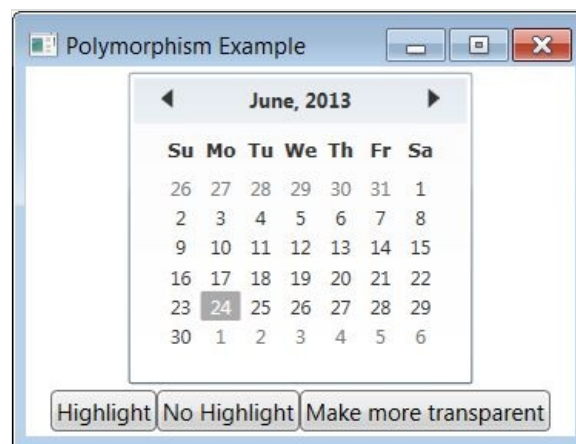 Polymorphism Example
June, 2013
Su Mo Tu We Th Fr Sa
26 27 28 29 30 31 1
2 3 4 5 6 7 8
9 10 11 12 13 14 15
16 17 18 19 20 21 22
23 24 25 26 27 28 29
30 1 2 3 4 5 6
Highlight No Highlight Make more transparent